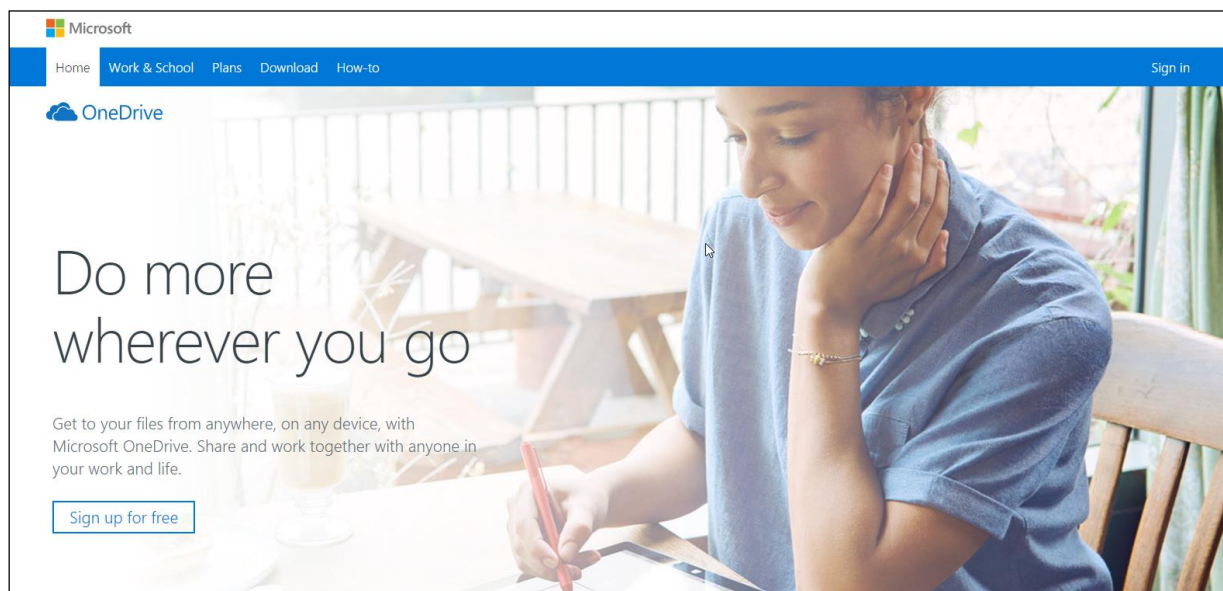 Microsoft
Home Work & School Plans Download How-to Sign in
OneDrive
Do more
wherever you go
Get to your files from anywhere, on any device, with
Microsoft OneDrive. Share and work together with anyone in
your work and life.
Sign up for free